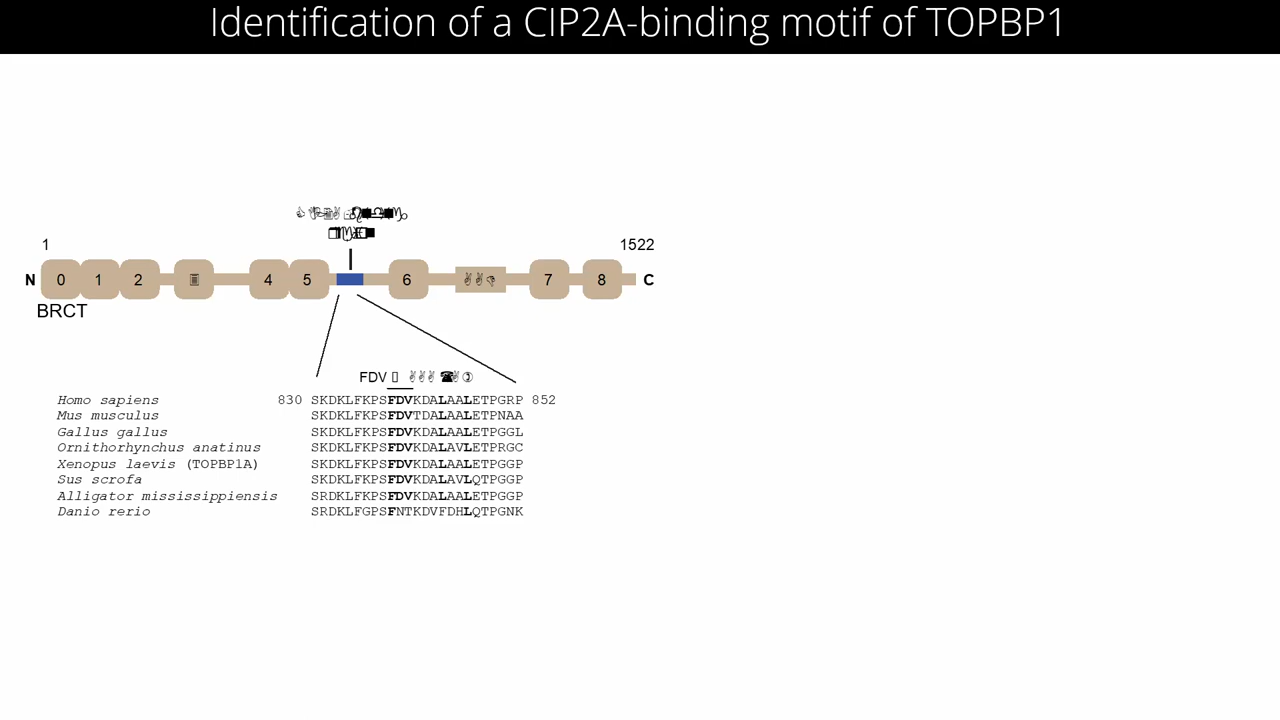 Identification of a CIP2A-binding motif of TOPBP1
1
1522
N 0 1 2 4 5 6 7 8 C
BRCT
FDV
Homo sapiens 830 SKDKLFKPSFDVKDALAALETPGRP 852
Mus musculus SKDKLFKPSFDVTDALAALETPNAA
Gallus gallus SKDKLFKPSFDVKDALAALETPGGL
Ornithorhynchus anatinus SKDKLFKPSFDVKDALAVLETPRGC
Xenopus laevis (TOPBP1A) SKDKLFKPSFDVKDALAALETPGGP
Sus scrofa SKDKLFKPSFDVKDALAVLQTPGGP
Alligator mississippiensis SRDKLFKPSFDVKDALAALETPGGP
Danio rerio SRDKLFGPSFNTKDVFDHLQTPGNK